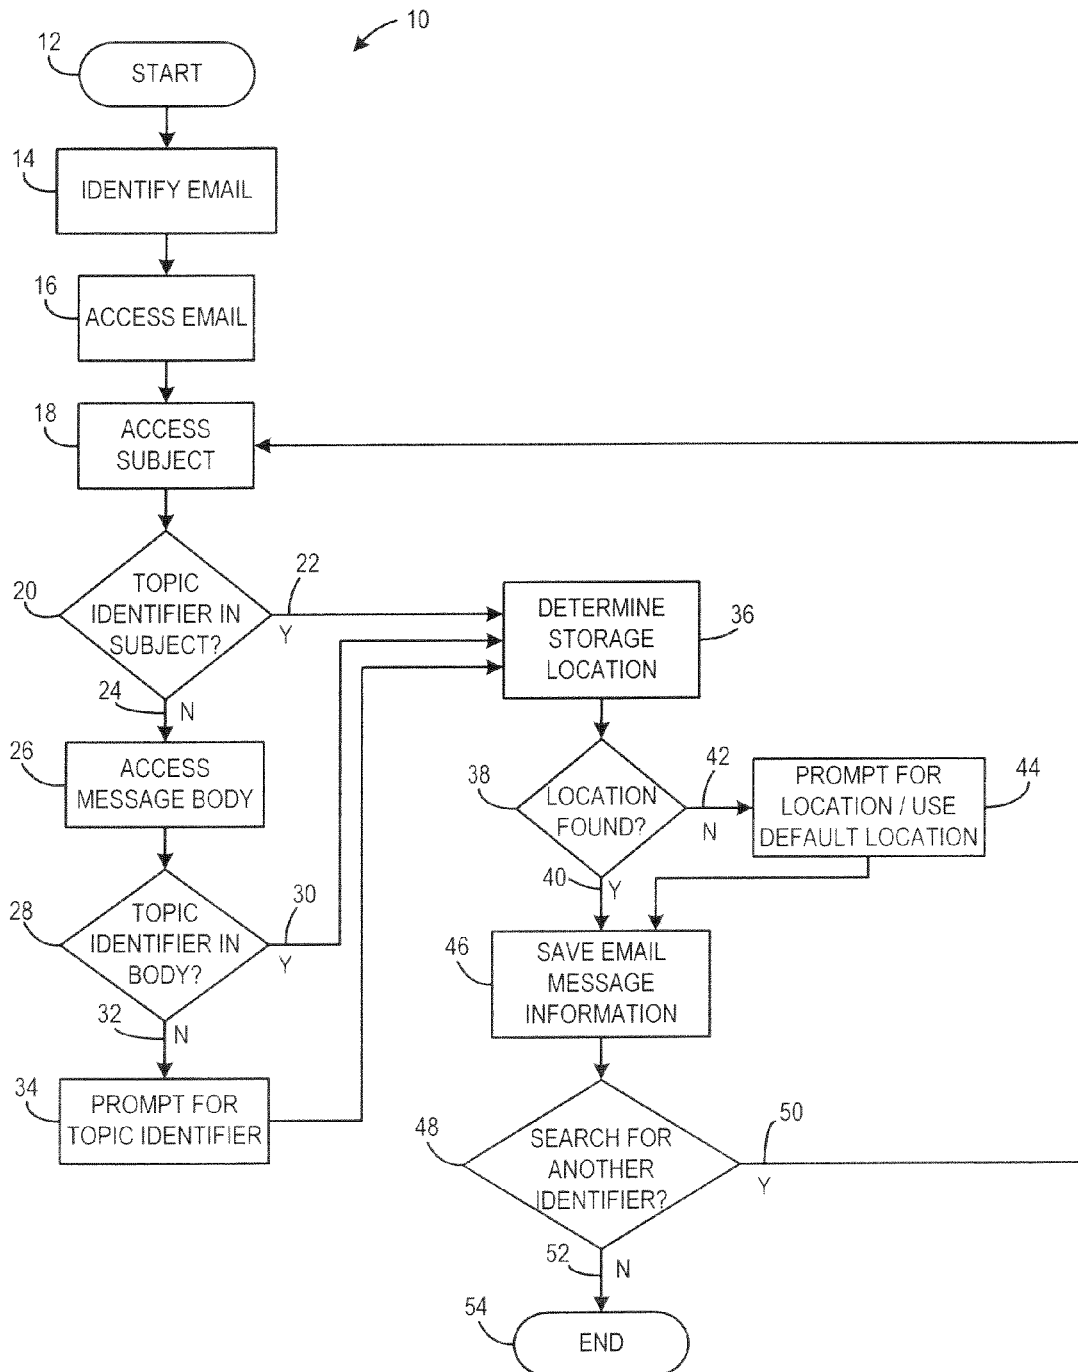 10
12
START
14
IDENTIFY EMAIL
16
ACCESS EMAIL
18
ACCESS
SUBJECT
20
TOPIC
IDENTIFIER IN
SUBJECT?
22
Y
24
N
26
ACCESS
MESSAGE BODY
28
TOPIC
IDENTIFIER IN
BODY?
30
Y
32
N
34
PROMPT FOR
TOPIC IDENTIFIER
DETERMINE
STORAGE
LOCATION
36
38
LOCATION
FOUND?
42
N
PROMPT FOR
LOCATION / USE
DEFAULT LOCATION
44
40
Y
46
SAVE EMAIL
MESSAGE
INFORMATION
48
SEARCH FOR
ANOTHER
IDENTIFIER?
50
Y
52
N
54
END